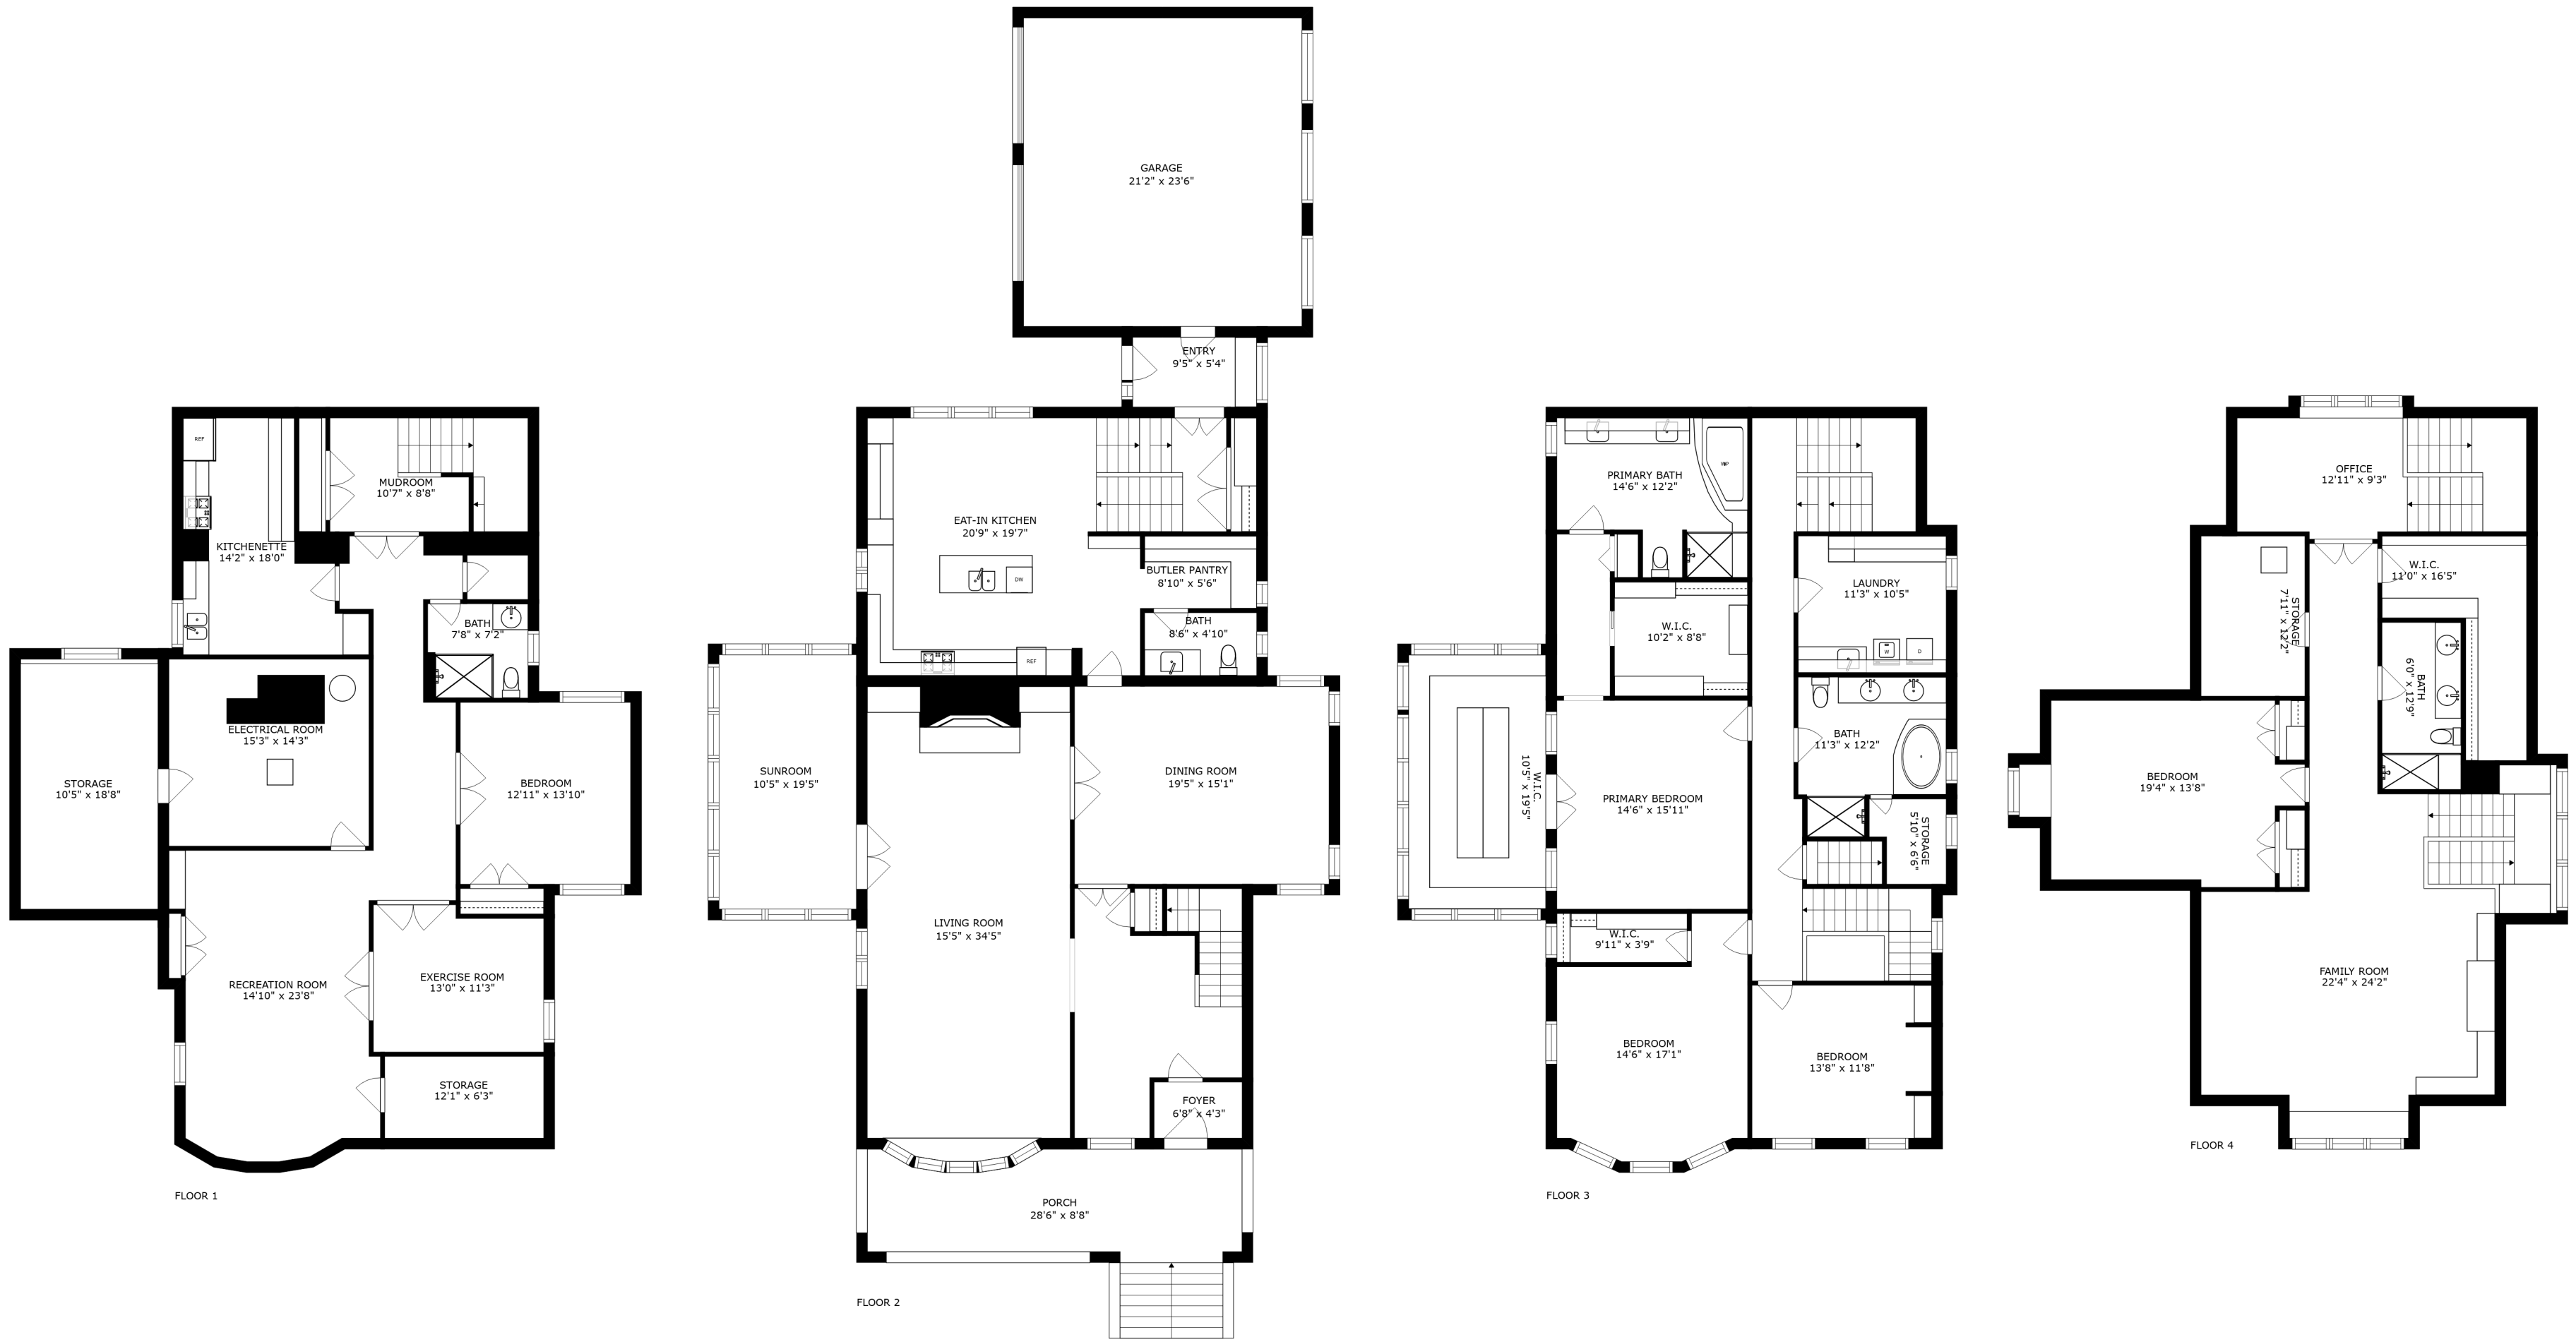 REF
MUDROOM
10'7" x 8'8"
KITCHENETTE
14'2" x 18'0"
BATH
7'8" x 7'2"
ELECTRICAL ROOM
15'3" x 14'3"
STORAGE
10'5" x 18'8"
BEDROOM
12'11" x 13'10"
EXERCISE ROOM
13'0" x 11'3"
RECREATION ROOM
14'10" x 23'8"
STORAGE
12'1" x 6'3"
FLOOR 1
GARAGE
21'2" x 23'6"
ENTRY
9'5" x 5'4"
EAT-IN KITCHEN
20'9" x 19'7"
DW
BUTLER PANTRY
8'10" x 5'6"
BATH
8'6" x 4'10"
REF
SUNROOM
10'5" x 19'5"
DINING ROOM
19'5" x 15'1"
LIVING ROOM
15'5" x 34'5"
FOYER
6'8" x 4'3"
PORCH
28'6" x 8'8"
FLOOR 2
PRIMARY BATH
14'6" x 12'2"
LAUNDRY
11'3" x 10'5"
W
D
W.I.C.
10'2" x 8'8"
BATH
11'3" x 12'2"
W.I.C.
10'5" x 19'5"
PRIMARY BEDROOM
14'6" x 15'11"
STORAGE
5'10" x 6'6"
W.I.C.
9'11" x 3'9"
BEDROOM
14'6" x 17'1"
BEDROOM
13'8" x 11'8"
FLOOR 3
OFFICE
12'11" x 9'3"
W.I.C.
11'0" x 16'5"
STORAGE
7'11" x 12'2"
BATH
6'0" x 12'9"
BEDROOM
19'4" x 13'8"
FAMILY ROOM
22'4" x 24'2"
FLOOR 4